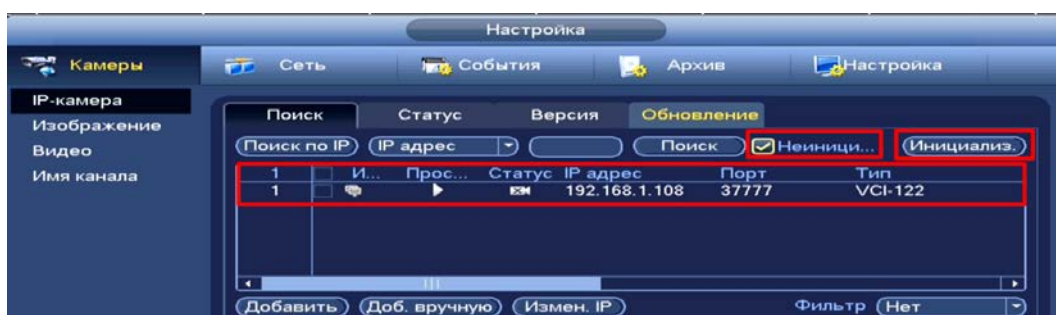 Настройка
Камеры Сеть События Архив Настройка
IP-камера
Изображение
Видео
Имя канала
Поиск Статус Версия Обновление
Поиск по IP IP адрес Поиск Неиници... Инициализ.
1 И... Прос... Статус IP адрес Порт Тип
1 192.168.1.108 37777 VCI-122
Добавить Доб. вручную Измен. IP Фильтр Нет